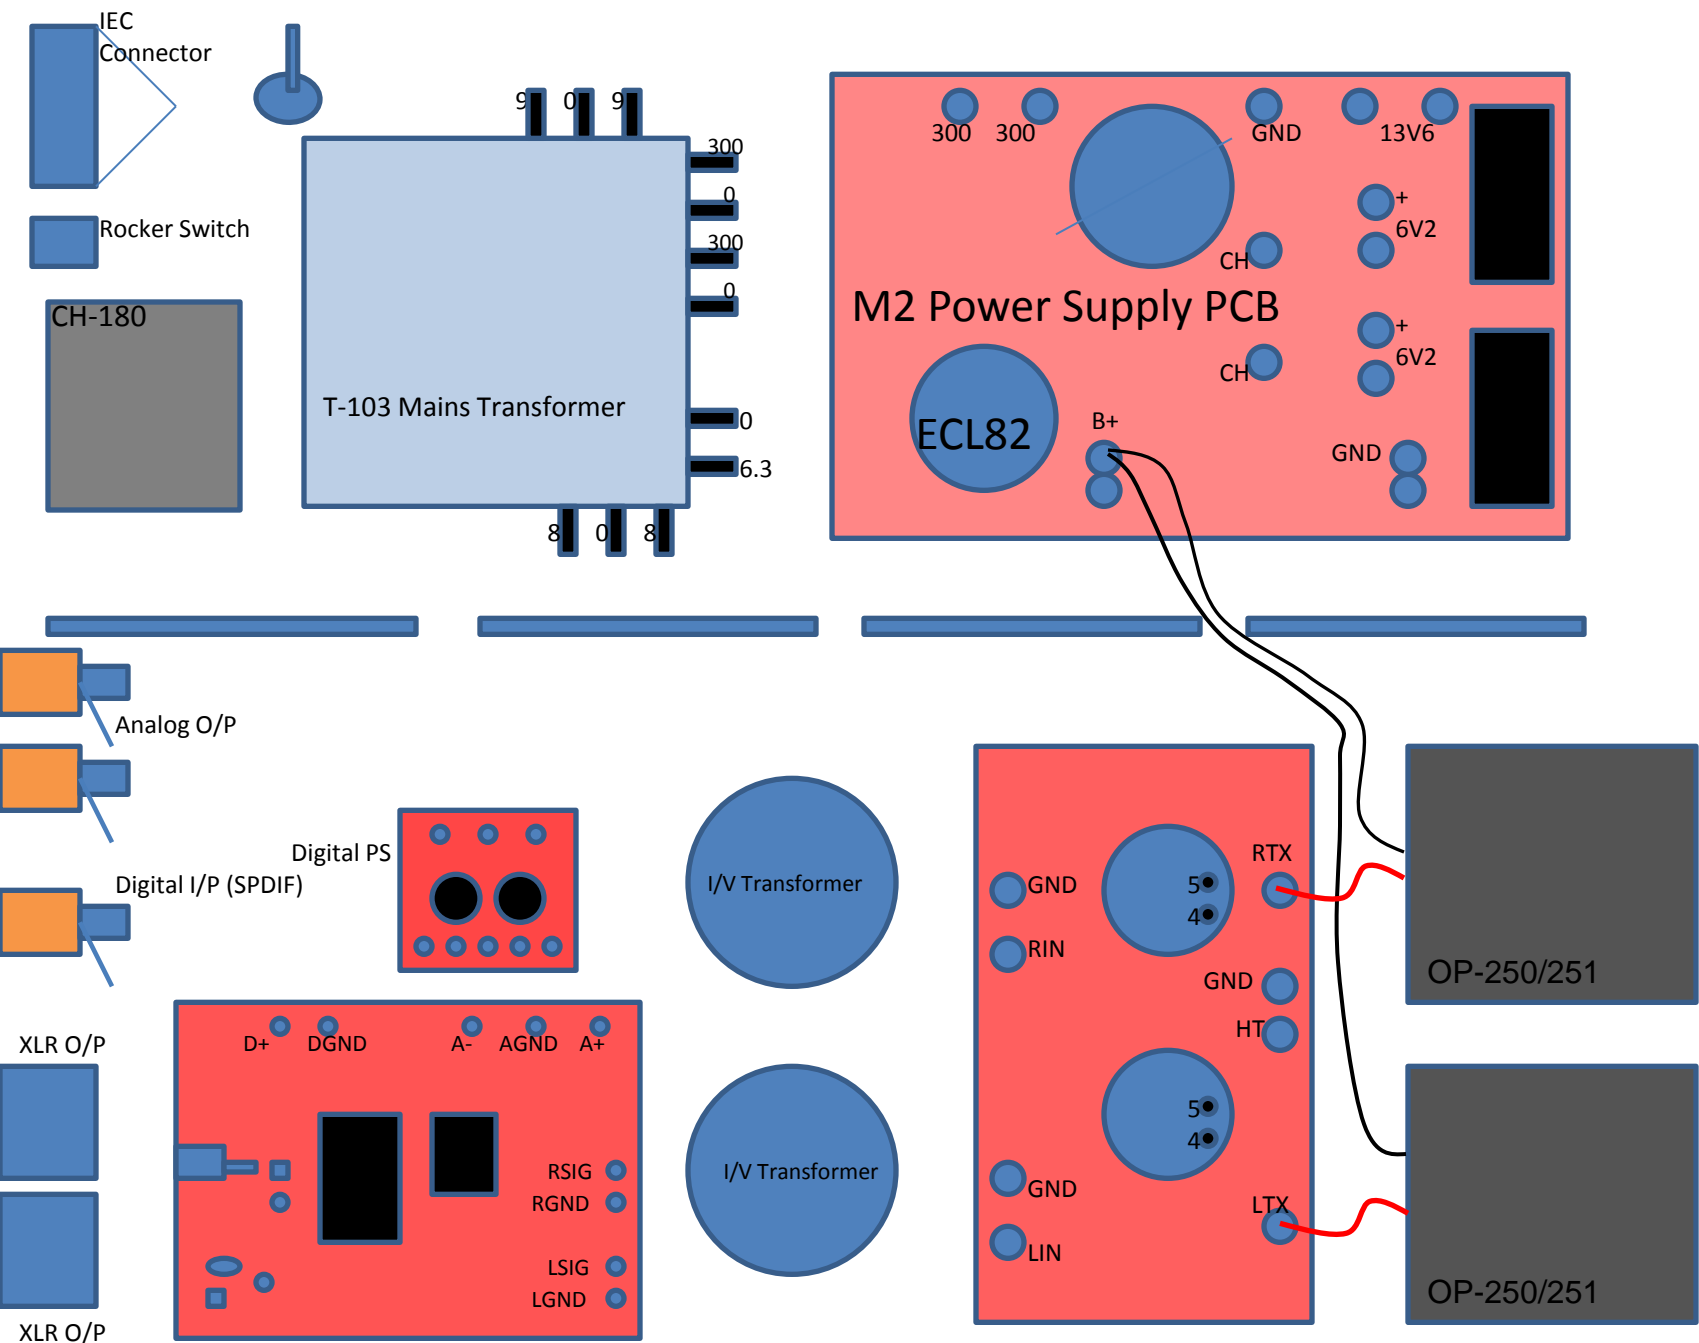 IEC
Connector
Rocker Switch
CH-180
9 0 9
300
0
300
0
T-103 Mains Transformer
0
6.3
8 0 8
300 300
GND
13V6
+
6V2
CH
M2 Power Supply PCB
+
6V2
CH
ECL82
B+
GND
Analog O/P
Digital PS
Digital I/P (SPDIF)
XLR O/P
XLR O/P
D+ DGND A- AGND A+
RSIG
RGND
LSIG
LGND
I/V Transformer
I/V Transformer
GND
RIN
5
4
RTX
GND
HT
5
4
GND
LIN
LTX
OP-250/251
OP-250/251